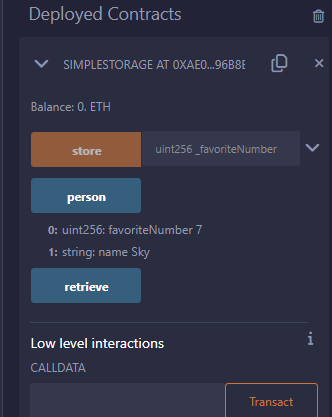 Deployed Contracts
SIMPLESTORAGE AT 0XAE0...96B8E
Balance: 0. ETH
store
uint256 _favoriteNumber
person
0: uint256: favoriteNumber 7
1: string: name Sky
retrieve
Low level interactions
CALLDATA
Transact